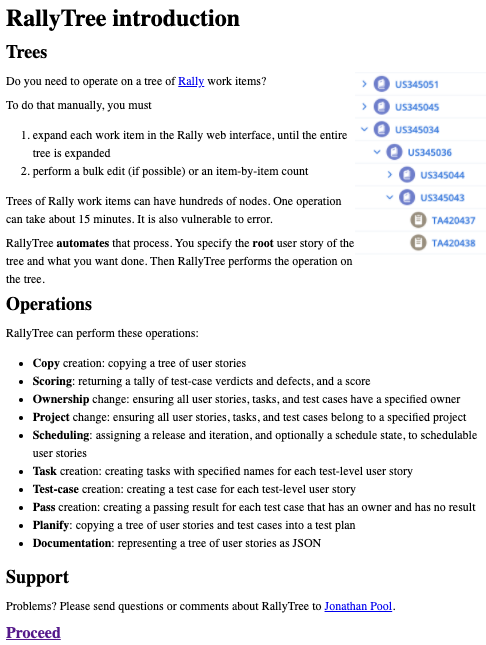 RallyTree introduction
Trees
Do you need to operate on a tree of Rally work items?
To do that manually, you must
1. expand each work item in the Rally web interface, until the entire
tree is expanded
2. perform a bulk edit (if possible) or an item-by-item count
Trees of Rally work items can have hundreds of nodes. One operation
can take about 15 minutes. It is also vulnerable to error.
RallyTree automates that process. You specify the root user story of the
tree and what you want done. Then RallyTree performs the operation on
the tree.
US345051
US345045
US345034
US345036
US345044
US345043
TA420437
TA420438
Operations
RallyTree can perform these operations:
• Copy creation: copying a tree of user stories
• Scoring: returning a tally of test-case verdicts and defects, and a score
• Ownership change: ensuring all user stories, tasks, and test cases have a specified owner
• Project change: ensuring all user stories, tasks, and test cases belong to a specified project
• Scheduling: assigning a release and iteration, and optionally a schedule state, to schedulable
user stories
• Task creation: creating tasks with specified names for each test-level user story
• Test-case creation: creating a test case for each test-level user story
• Pass creation: creating a passing result for each test case that has an owner and has no result
• Planify: copying a tree of user stories and test cases into a test plan
• Documentation: representing a tree of user stories as JSON
Support
Problems? Please send questions or comments about RallyTree to Jonathan Pool.
Proceed